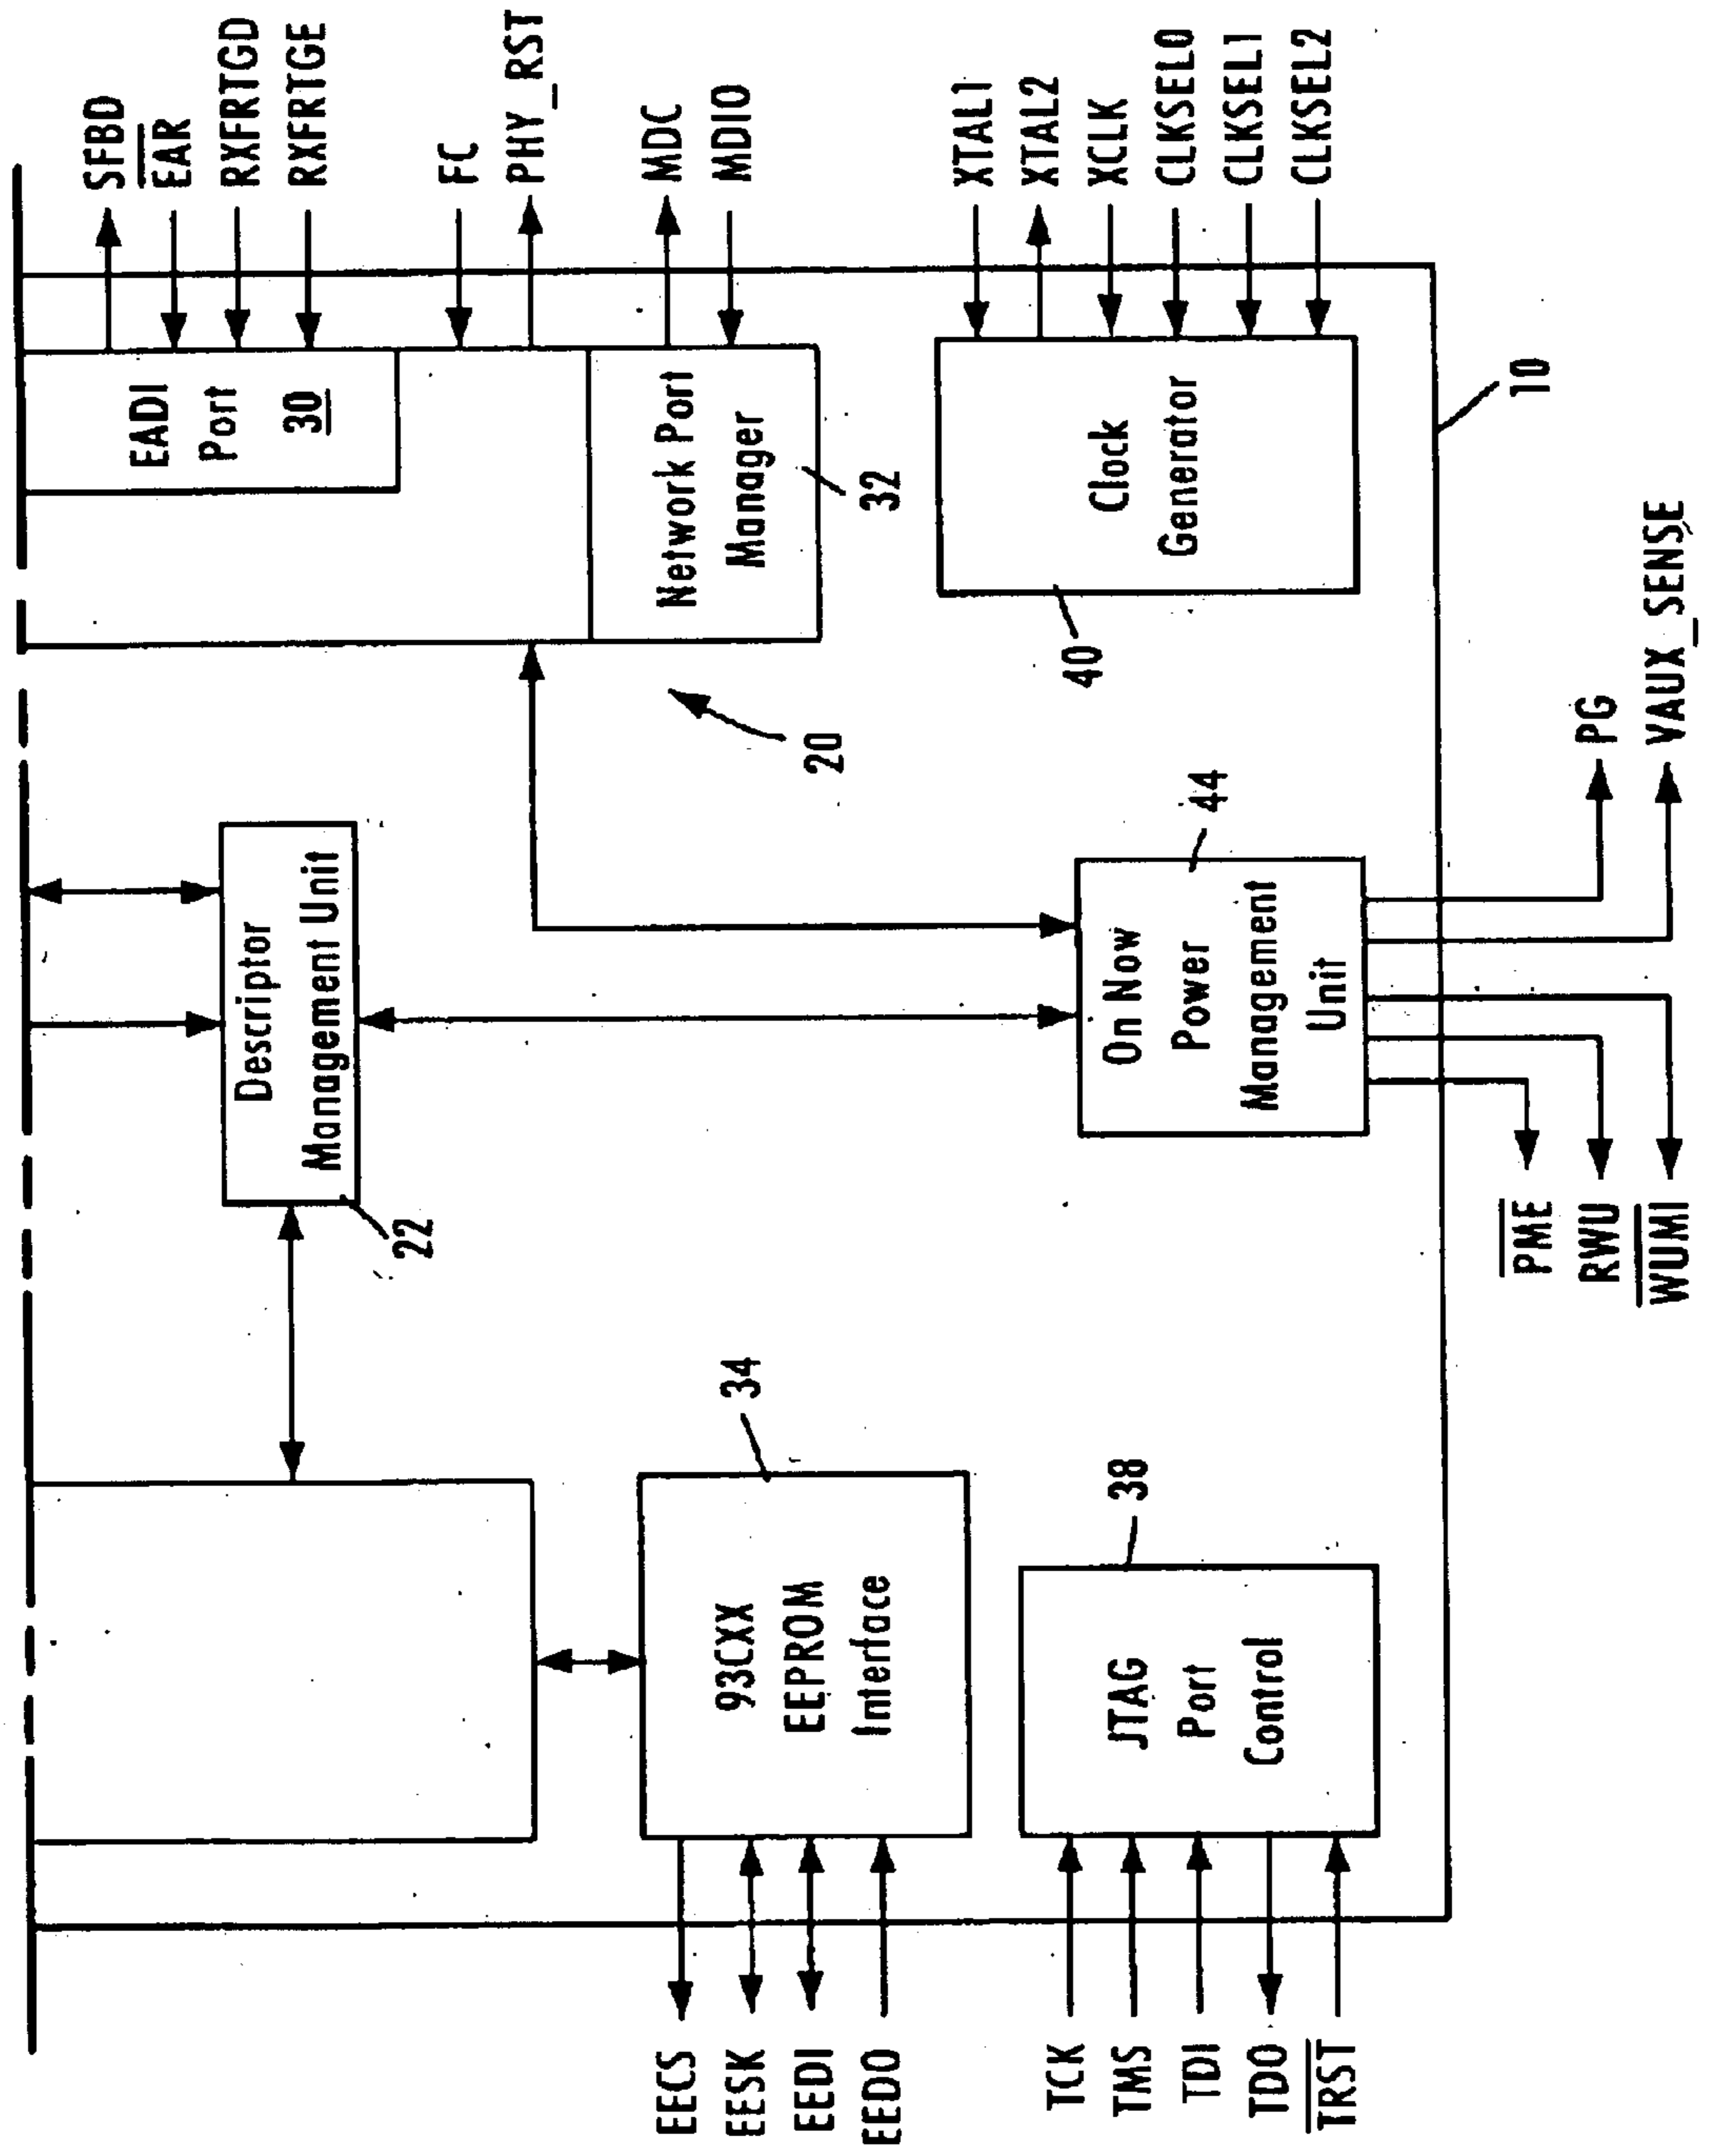 SFBD
EAR
RXFRTGD
RXFRTGE
FC
PHY_RST
MDC
MDIO
XTAL1
XTAL2
XCLK
CLKSEL0
CLKSEL1
CLKSEL2
EADI
Port
30
Network Port
Manager
32
Clock
Generator
40
10
20
Descriptor
Management Unit
22
On Now
Power
Management
Unit
44
PG
VAUX_SENSE
PME
RWU
WUMI
93CXX
EEPROM
Interface
34
JTAG
Port
Control
38
EECS
EESK
EEDI
EEDO
TCK
TMS
TDI
TDO
TRST